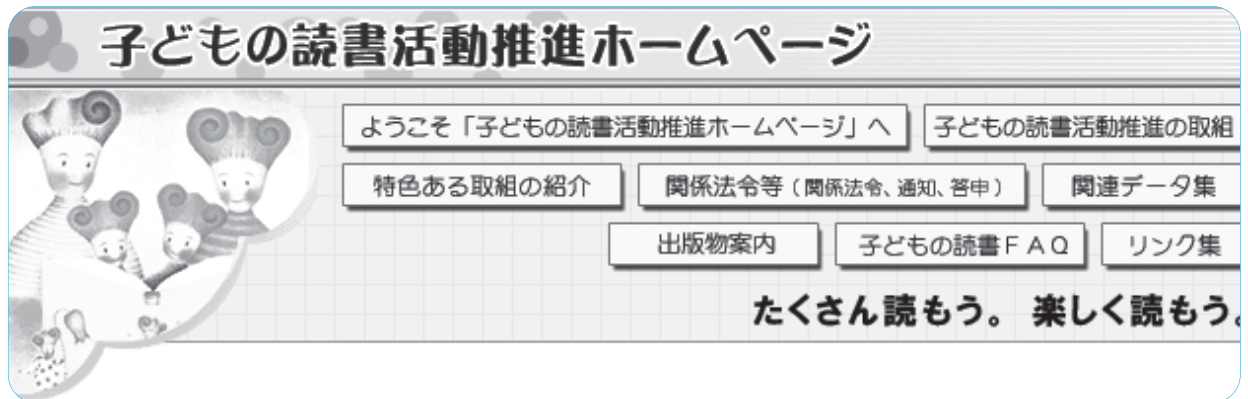 子どもの読書活動推進ホームページ
ようこそ「子どもの読書活動推進ホームページ」へ 子どもの読書活動推進の取組
特色ある取組の紹介 関係法令等(関係法令、通知、答申) 関連データ集
出版物案内 子どもの読書FAQ リンク集
たくさん読もう。 楽しく読もう。